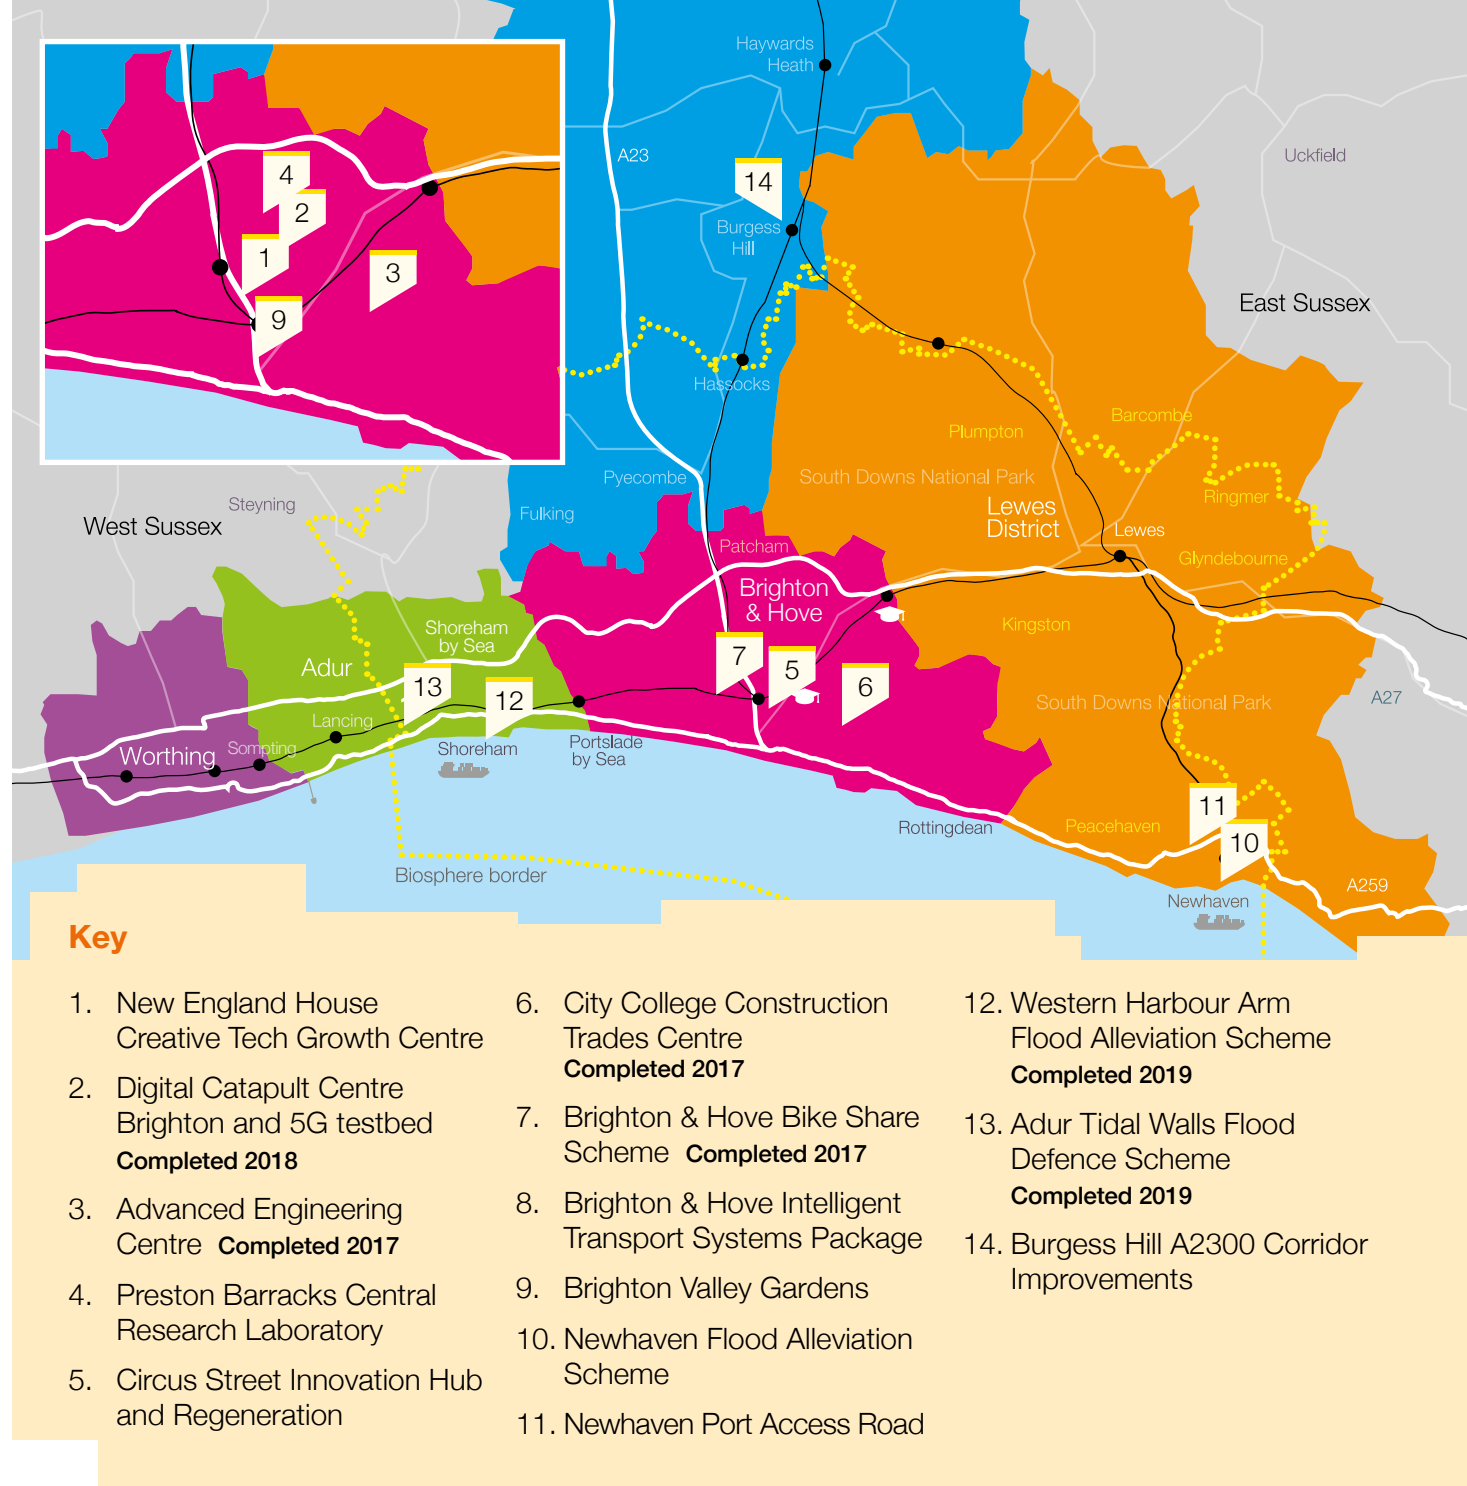 Haywards
Heath
A23
Uckfield
14
4
2
1
3
9
Burgess
Hill
East Sussex
Hassocks
Barcombe
Plumpton
Pyecombe
South Downs National Park
Ringmer
Steyning
Lewes
District
Fulking
West Sussex
Lewes
Patcham
Glyndebourne
Brighton
& Hove
Shoreham
by Sea
Kingston
Adur
7
5
6
13
12
South Downs National Park
A27
Lancing
Worthing
Sompting
Shoreham
Portslade
by Sea
11
Rottingdean
Peacehaven
10
Biosphere border
A259
Newhaven
Key
1. New England House
Creative Tech Growth Centre
2. Digital Catapult Centre
Brighton and 5G testbed
Completed 2018
3. Advanced Engineering
Centre Completed 2017
4. Preston Barracks Central
Research Laboratory
5. Circus Street Innovation Hub
and Regeneration
6. City College Construction
Trades Centre
Completed 2017
7. Brighton & Hove Bike Share
Scheme Completed 2017
8. Brighton & Hove Intelligent
Transport Systems Package
9. Brighton Valley Gardens
10. Newhaven Flood Alleviation
Scheme
11. Newhaven Port Access Road
12. Western Harbour Arm
Flood Alleviation Scheme
Completed 2019
13. Adur Tidal Walls Flood
Defence Scheme
Completed 2019
14. Burgess Hill A2300 Corridor
Improvements